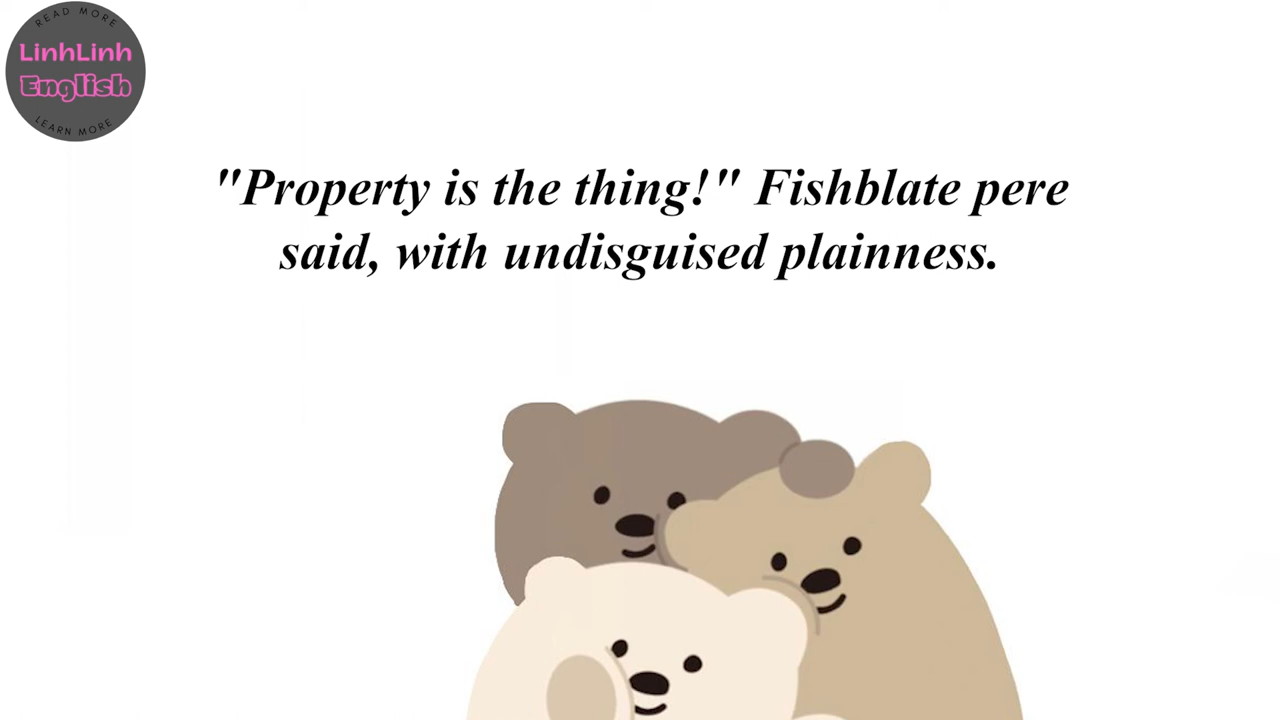 READ MORE
LinhLinh
English
LEARN MORE
"Property is the thing!" Fishblate pere
said, with undisguised plainness.